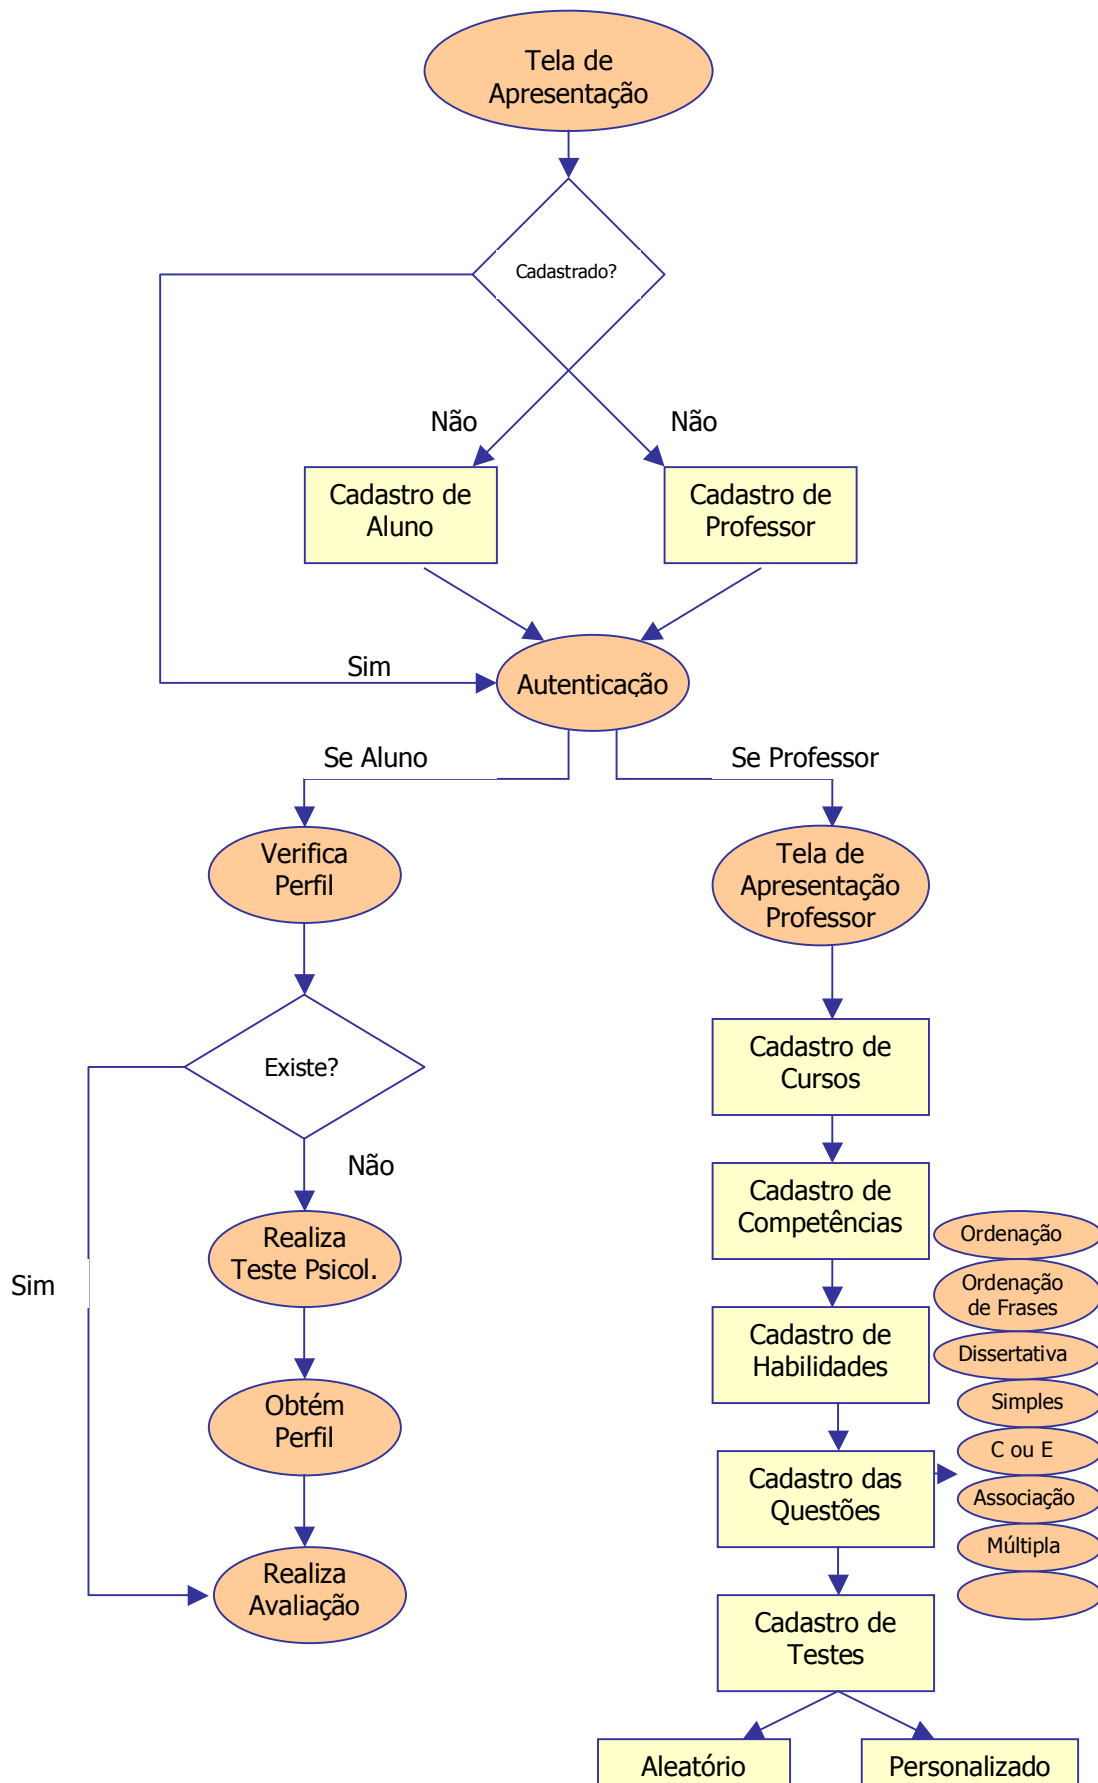 Tela de
Apresentação
Cadastrado?
Não
Não
Cadastro de
Aluno
Cadastro de
Professor
Sim
Autenticação
Se Aluno
Se Professor
Verifica
Perfil
Tela de
Apresentação
Professor
Existe?
Cadastro de
Cursos
Não
Cadastro de
Competências
Realiza
Teste Psicol.
Sim
Ordenação
Ordenação
de Frases
Cadastro de
Habilidades
Dissertativa
Simples
Obtém
Perfil
C ou E
Cadastro das
Questões
Associação
Múltipla
Realiza
Avaliação
Cadastro de
Testes
Aleatório
Personalizado